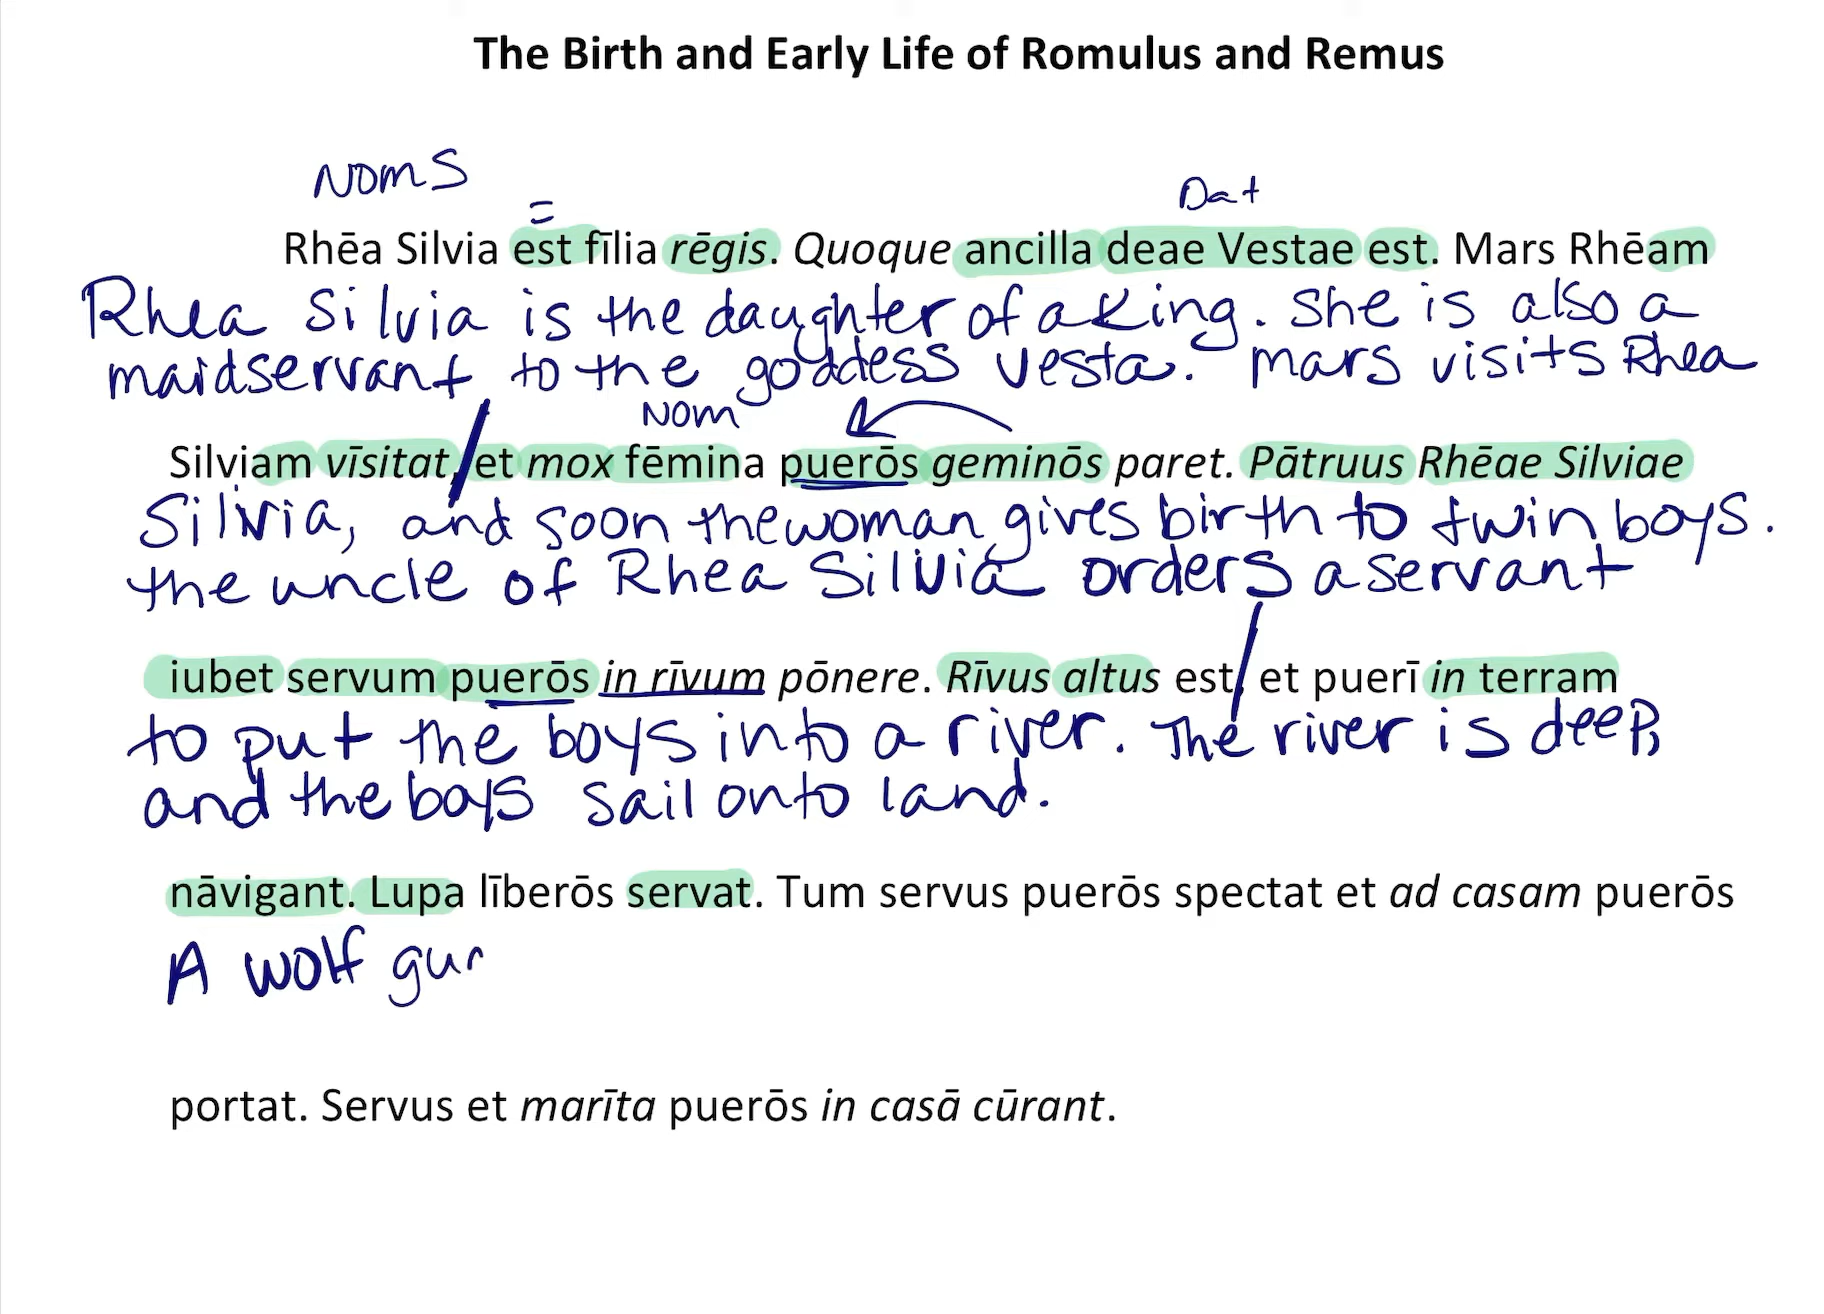 The Birth and Early Life of Romulus and Remus
Nom S
=
Dat
Rhēa Silvia est fīlia rēgis. Quoque ancilla deae Vestae est. Mars Rhēam
Rhea Silvia is the daughter of a king. She is also a
maidservant to the goddess Vesta. Mars visits Rhea
Nom
Silviam vīsitat, et mox fēmina puerōs geminōs paret. Pātruus Rhēae Silviae
Silvia, and soon the woman gives birth to twin boys.
the uncle of Rhea Silvia orders a servant
iubet servum puerōs in rīvum pōnere. Rīvus altus est, et puerī in terram
to put the boys into a river. The river is deep,
and the boys sail onto land.
nāvigant. Lupa līberōs servat. Tum servus puerōs spectat et ad casam puerōs
A wolf gur
portat. Servus et marīta puerōs in casā cūrant.